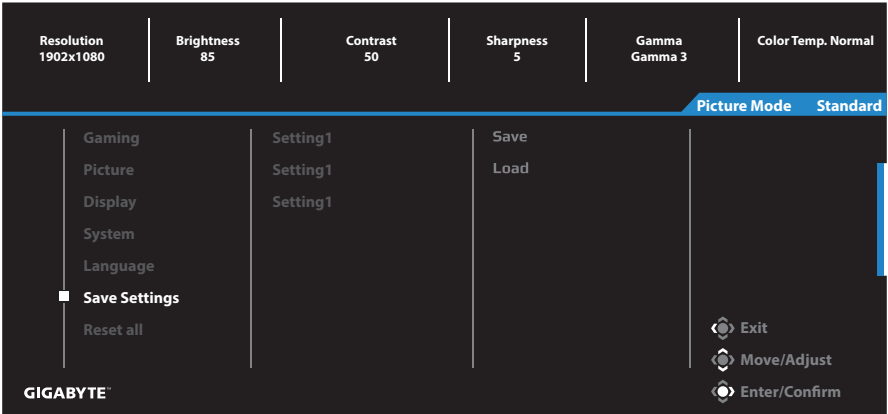 Resolution
1902x1080
Brightness
85
Contrast
50
Sharpness
5
Gamma
Gamma 3
Color Temp. Normal
Picture Mode Standard
Gaming
Picture
Display
System
Language
Save Settings
Reset all
Setting1
Setting1
Setting1
Save
Load
Exit
Move/Adjust
Enter/Confirm
GIGABYTE™